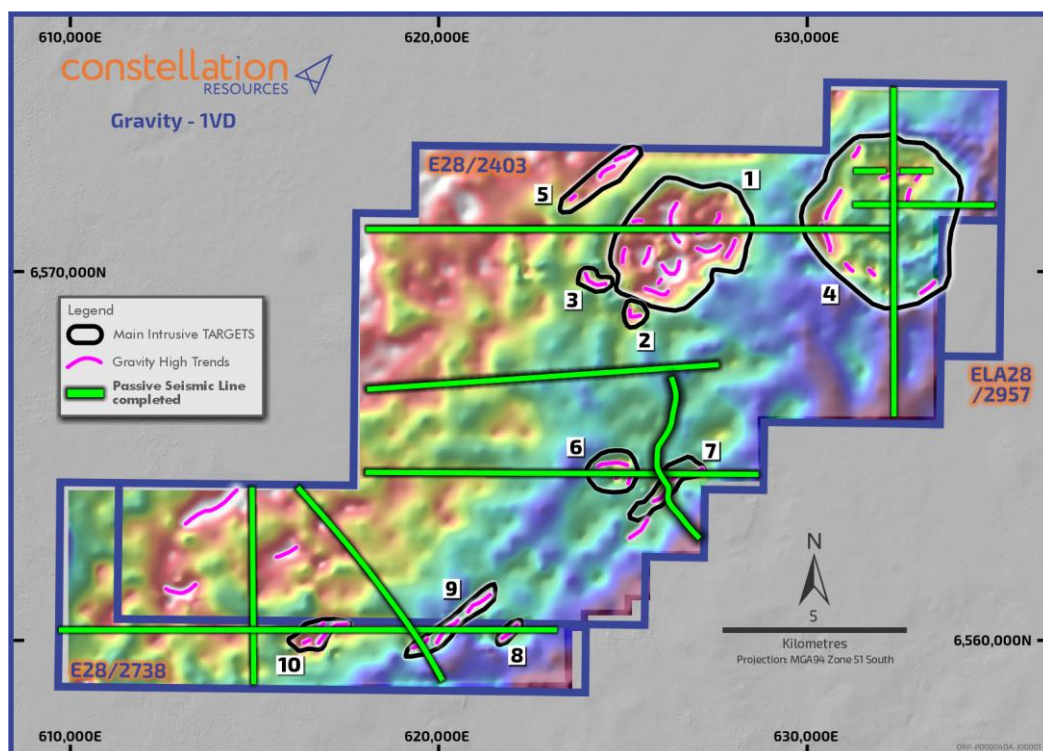 610,000E
620,000E
630,000E
constellation
RESOURCES
Gravity - 1VD
E28/2403
5
1
6,570,000N
3
4
2
Legend
Main Intrusive TARGETS
Gravity High Trends
Passive Seismic Line
completed
ELA28
/2957
6
7
N
9
5
Kilometres
6,560,000N
Projection: MGA94 Zone 51 South
10
8
E28/2738
610,000E
620,000E
630,000E